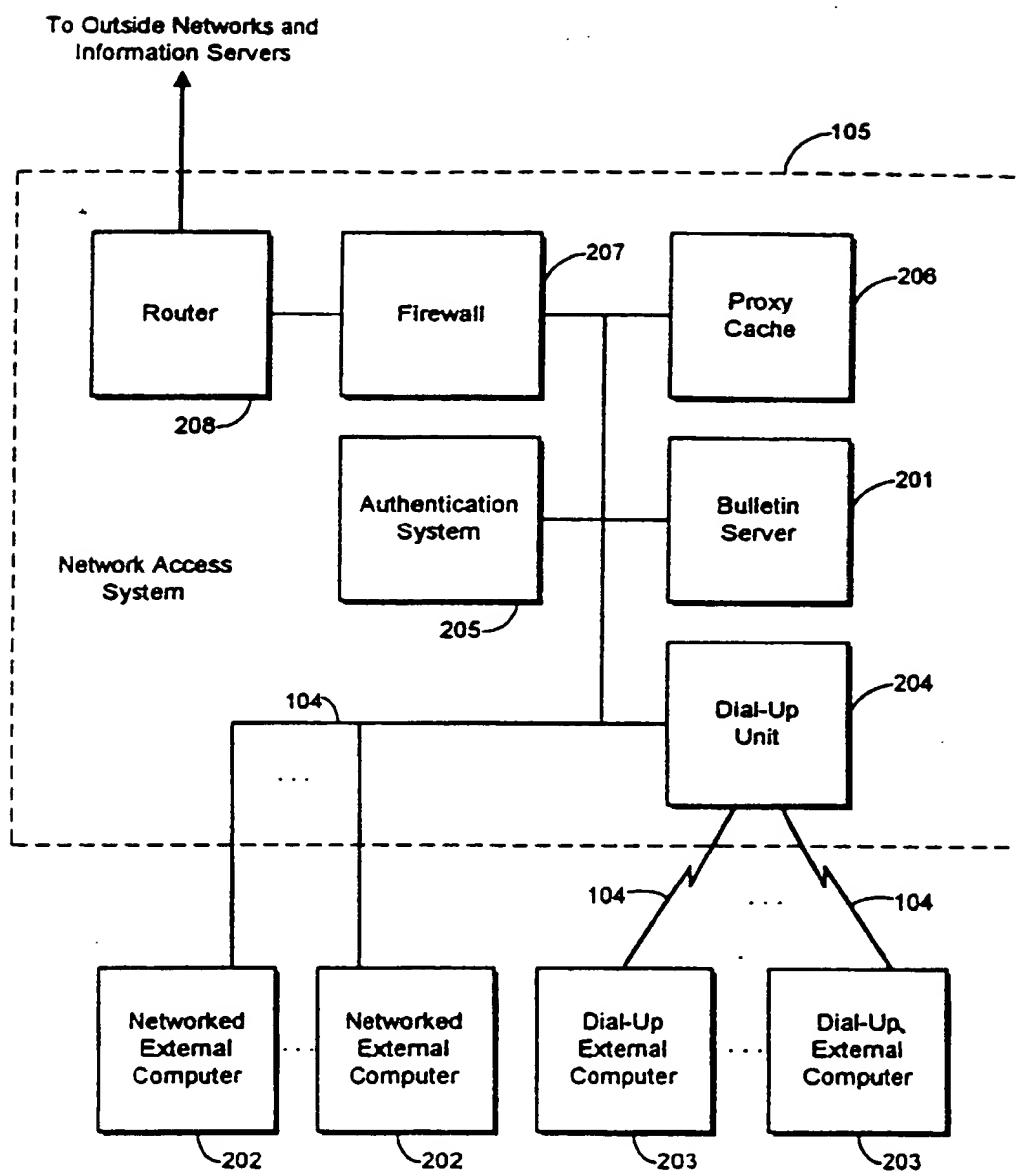 To Outside Networks and
Information Servers
105
Router
Firewall
207
Proxy
Cache
206
208
Authentication
System
Bulletin
Server
201
Network Access
System
205
104
Dial-Up
Unit
204
...
104
...
104
Networked
External
Computer
....
Networked
External
Computer
Dial-Up
External
Computer
....
Dial-Up
External
Computer
202
202
203
203